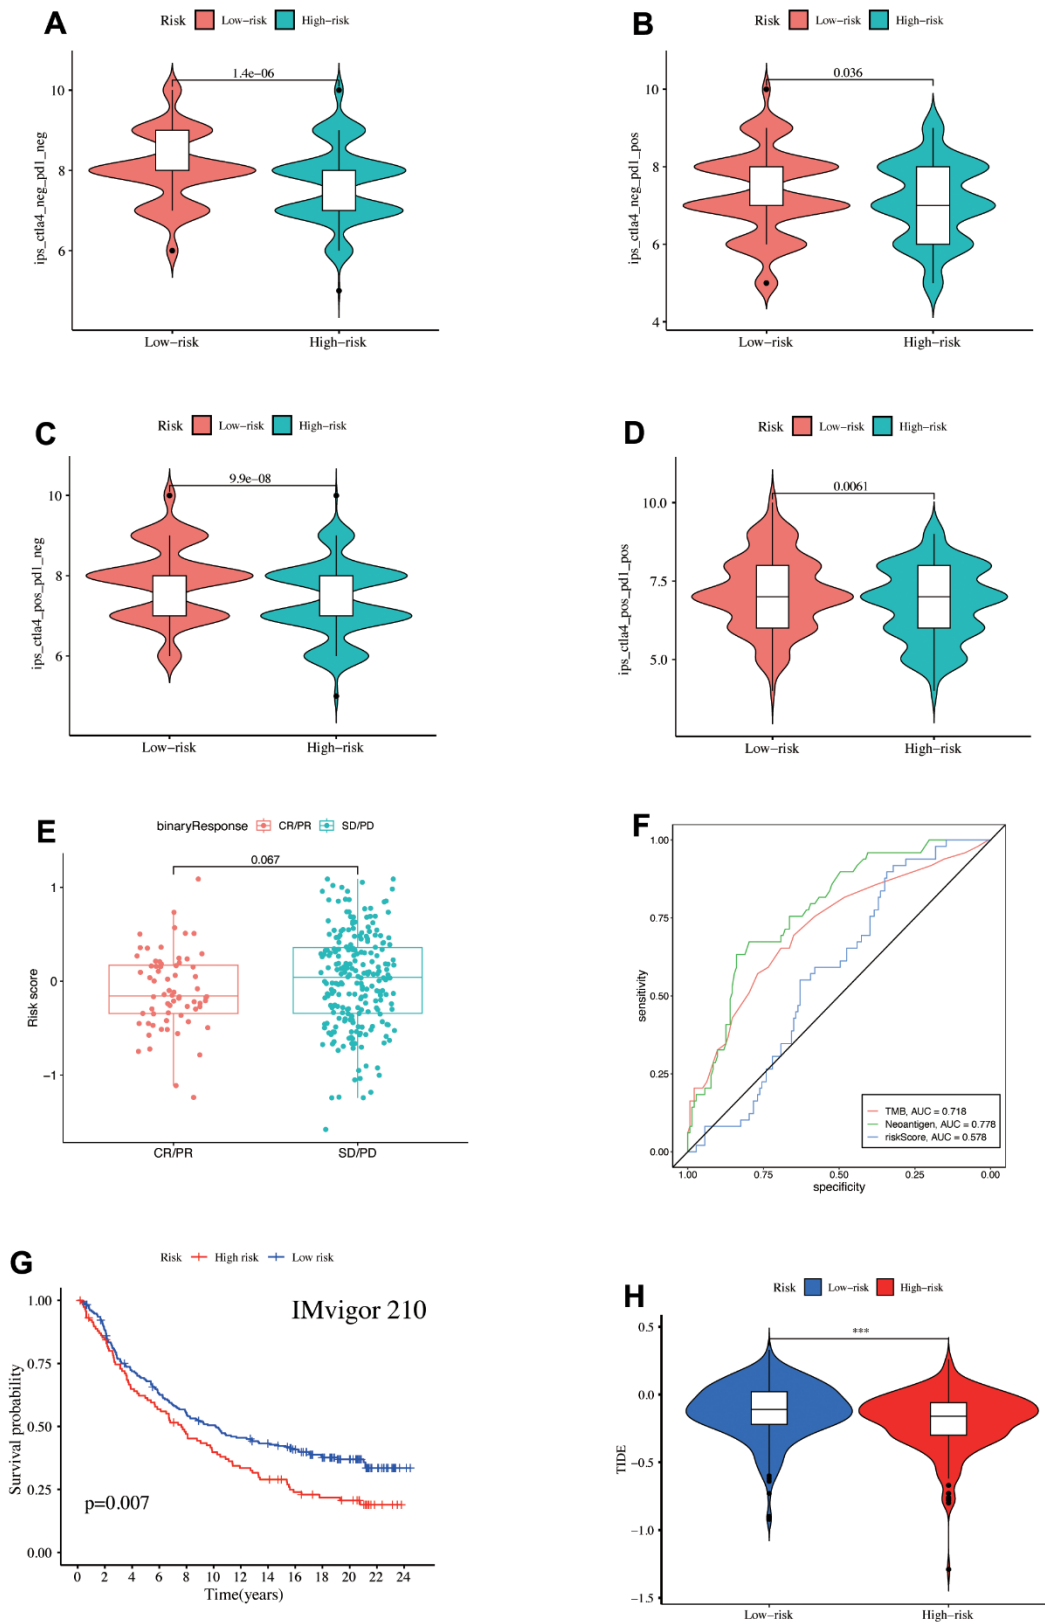 A
Risk Low-risk High-risk
1.4e-06
10
8
6
ips_ctla4_neg_pd1_neg
Low-risk High-risk
B
Risk Low-risk High-risk
0.036
10
8
6
4
ips_ctla4_neg_pd1_pos
Low-risk High-risk
C
Risk Low-risk High-risk
9.9e-08
10
8
6
ips_ctla4_pos_pd1_neg
Low-risk High-risk
D
Risk Low-risk High-risk
0.0061
10.0
7.5
5.0
ips_ctla4_pos_pd1_pos
Low-risk High-risk
E
binaryResponse CR/PR SD/PD
0.067
1
0
-1
Risk score
CR/PR SD/PD
F
1.00
0.75
0.50
0.25
0.00
sensitivity
TMB, AUC = 0.718
Neoantigen, AUC = 0.778
riskScore, AUC = 0.578
1.00 0.75 0.50 0.25 0.00
specificity
G
Risk High risk Low risk
IMvigor 210
1.00
0.75
0.50
0.25
0.00
Survival probability
p=0.007
0 2 4 6 8 10 12 14 16 18 20 22 24
Time(years)
H
Risk Low-risk High-risk
***
0.5
0.0
-0.5
-1.0
-1.5
TIDE
Low-risk High-risk